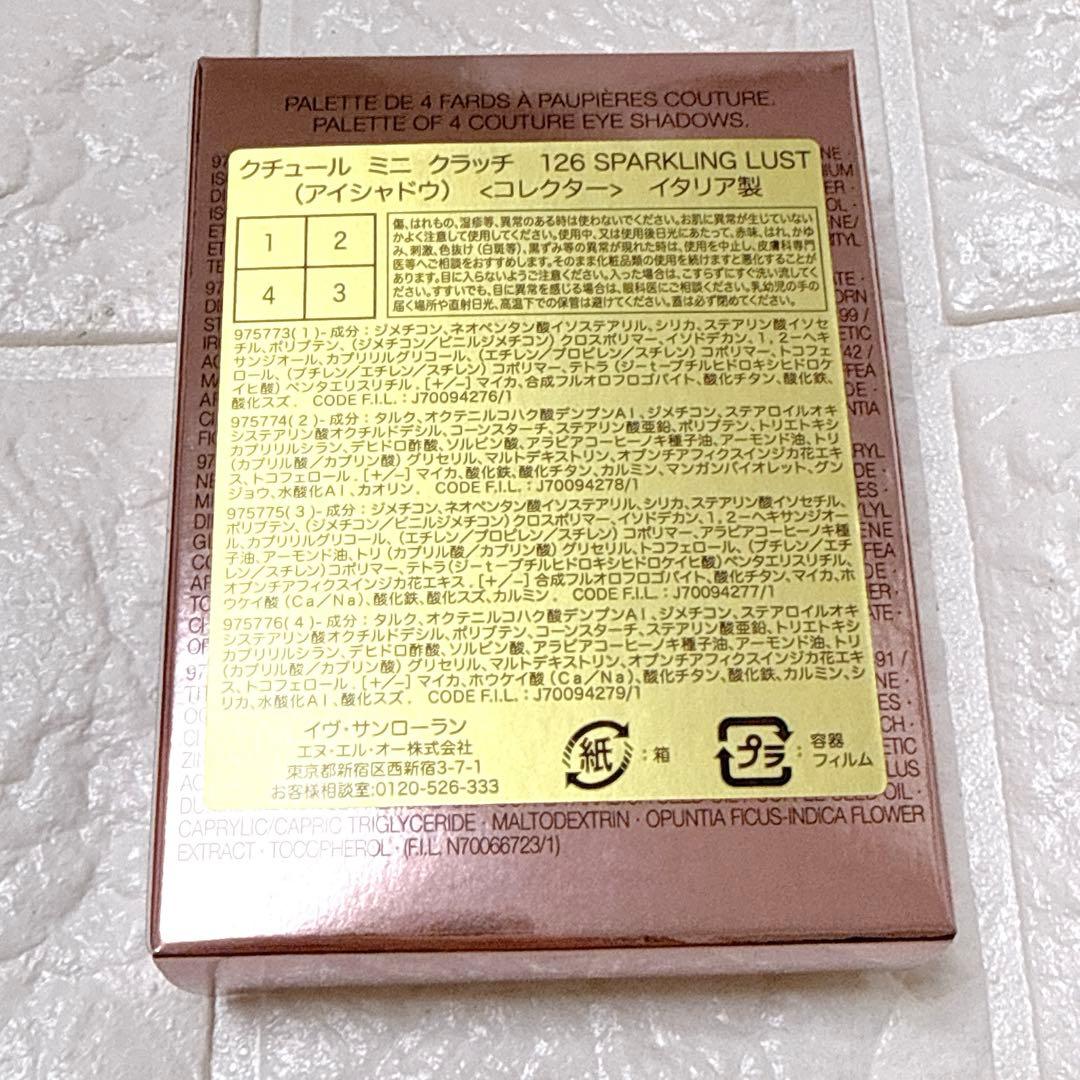 PALETTE DE 4 FARDS À PAUPIÈRES COUTURE.
PALETTE OF 4 COUTURE EYE SHADOWS.
クチュール ミニ クラッチ 126 SPARKLING LUST
（アイシャドウ）<コレクター> イタリア製
1 2
4 3
傷、はれもの、湿疹等、異常のある時は使わないでください。お肌に異常が生じていない
かよく注意して使用してください。使用中、又は使用後日光にあたって、赤味、はれ、かゆ
み、刺激、色抜け（白斑等）、黒ずみ等の異常が現れた時は、使用を中止し、皮膚科専門
医等へご相談をおすすめします。そのまま化粧品類の使用を続けますと悪化することが
あります。目に入らないようご注意ください。入った場合は、こすらずにすぐ洗い流してく
ださい。すすいでも、目に異常を感じる場合は、眼科医にご相談ください。乳幼児の手の
届く場所や直射日光、高温下での保管は避けてください。蓋は必ず閉めてください。
975773(1)-成分：ジメチコン、ネオペンタン酸イソステアリル、シリカ、ステアリン酸イソセ
チル、ポリブテン、（ジメチコン／ビニルジメチコン）クロスポリマー、イソドデカン、1，2－ヘキ
サンジオール、カプリリルグリコール、（エチレン／プロピレン／スチレン）コポリマー、トコフェ
ロール、（ブチレン／エチレン／スチレン）コポリマー、テトラ（ジーt－ブチルヒドロキシヒドロケ
イヒ酸）ペンタエリスリチル．[+/－]マイカ、合成フルオロフロゴパイト、酸化チタン、酸化鉄、
酸化スズ． CODE F.I.L.：J70094276/1
975774(2)-成分：タルク、オクテニルコハク酸デンプンAl、ジメチコン、ステアロイルオキ
システアリン酸オクチルドデシル、コーンスターチ、ステアリン酸亜鉛、ポリブテン、トリエトキシ
カプリリルシラン、デヒドロ酢酸、ソルビン酸、アラビアコーヒーノキ種子油、アーモンド油、トリ
（カプリル酸／カプリン酸）グリセリル、マルトデキストリン、オプンチアフィクスインジカ花エキ
ス、トコフェロール．[+/－]マイカ、酸化鉄、酸化チタン、カルミン、マンガンバイオレット、グン
ジョウ、水酸化Al、カオリン． CODE F.I.L.：J70094278/1
975775(3)-成分：ジメチコン、ネオペンタン酸イソステアリル、シリカ、ステアリン酸イソセチル、
ポリブテン、（ジメチコン／ビニルジメチコン）クロスポリマー、イソドデカン、1，2－ヘキサンジオー
ル、カプリリルグリコール、（エチレン／プロピレン／スチレン）コポリマー、アラビアコーヒーノキ種
子油、アーモンド油、トリ（カプリル酸／カプリン酸）グリセリル、トコフェロール、（ブチレン／エチ
レン／スチレン）コポリマー、テトラ（ジーt－ブチルヒドロキシヒドロケイヒ酸）ペンタエリスリチル、
オプンチアフィクスインジカ花エキス．[+/－]合成フルオロフロゴパイト、酸化チタン、マイカ、ホ
ウケイ酸（Ca／Na）、酸化鉄、酸化スズ、カルミン． CODE F.I.L.：J70094277/1
975776(4)-成分：タルク、オクテニルコハク酸デンプンAl、ジメチコン、ステアロイルオキ
システアリン酸オクチルドデシル、ポリブテン、コーンスターチ、ステアリン酸亜鉛、トリエトキシ
カプリリルシラン、デヒドロ酢酸、ソルビン酸、アラビアコーヒーノキ種子油、アーモンド油、トリ
（カプリル酸／カプリン酸）グリセリル、マルトデキストリン、オプンチアフィクスインジカ花エキ
ス、トコフェロール．[+/－]マイカ、ホウケイ酸（Ca／Na）、酸化チタン、酸化鉄、カルミン、シ
リカ、水酸化Al、酸化スズ． CODE F.I.L.：J70094279/1
イヴ・サンローラン
エヌ・エル・オー株式会社
東京都新宿区西新宿3-7-1
お客様相談室:0120-526-333
紙：箱
プラ：容器
フィルム
CAPRYLIC/CAPRIC TRIGLYCERIDE · MALTODEXTRIN · OPUNTIA FICUS-INDICA FLOWER
EXTRACT · TOCOPHEROL · (F.I.L. N70066723/1)